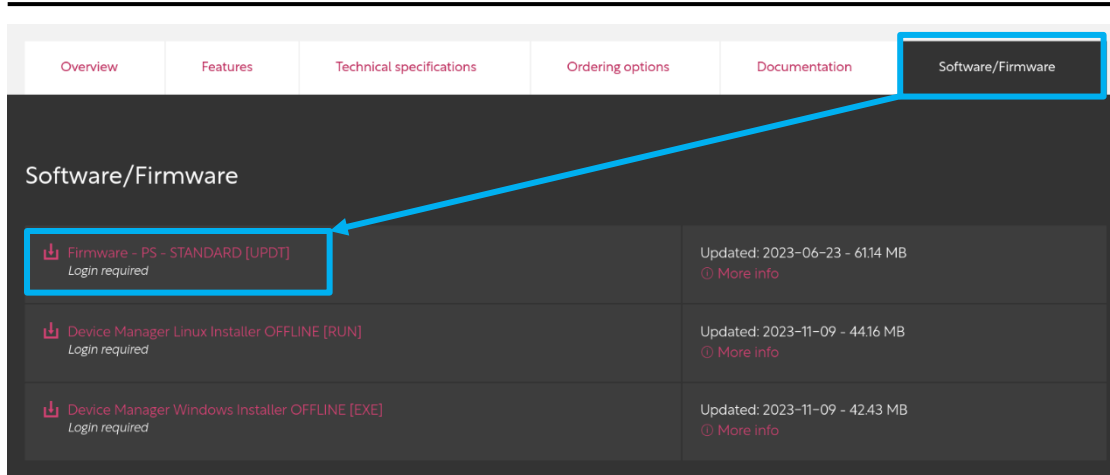 Overview Features Technical specifications Ordering options Documentation Software/Firmware
Software/Firmware
Firmware - PS - STANDARD [UPDT]
Login required
Updated: 2023-06-23 - 61.14 MB
More info
Device Manager Linux Installer OFFLINE [RUN]
Login required
Updated: 2023-11-09 - 44.16 MB
More info
Device Manager Windows Installer OFFLINE [EXE]
Login required
Updated: 2023-11-09 - 42.43 MB
More info